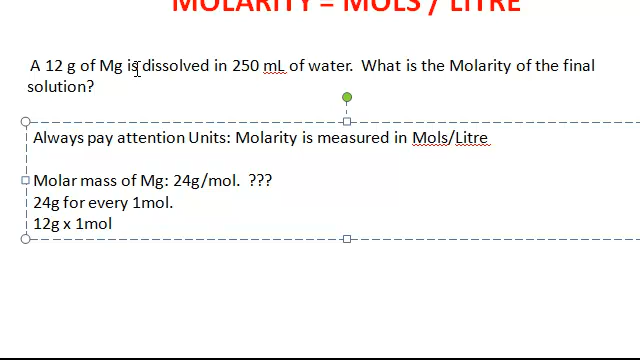 MOLARITY = MOLS / LITRE
A 12 g of Mg is dissolved in 250 mL of water.  What is the Molarity of the final
solution?
Always pay attention Units: Molarity is measured in Mols/Litre
Molar mass of Mg: 24g/mol.  ???
24g for every 1mol.
12g x 1mol